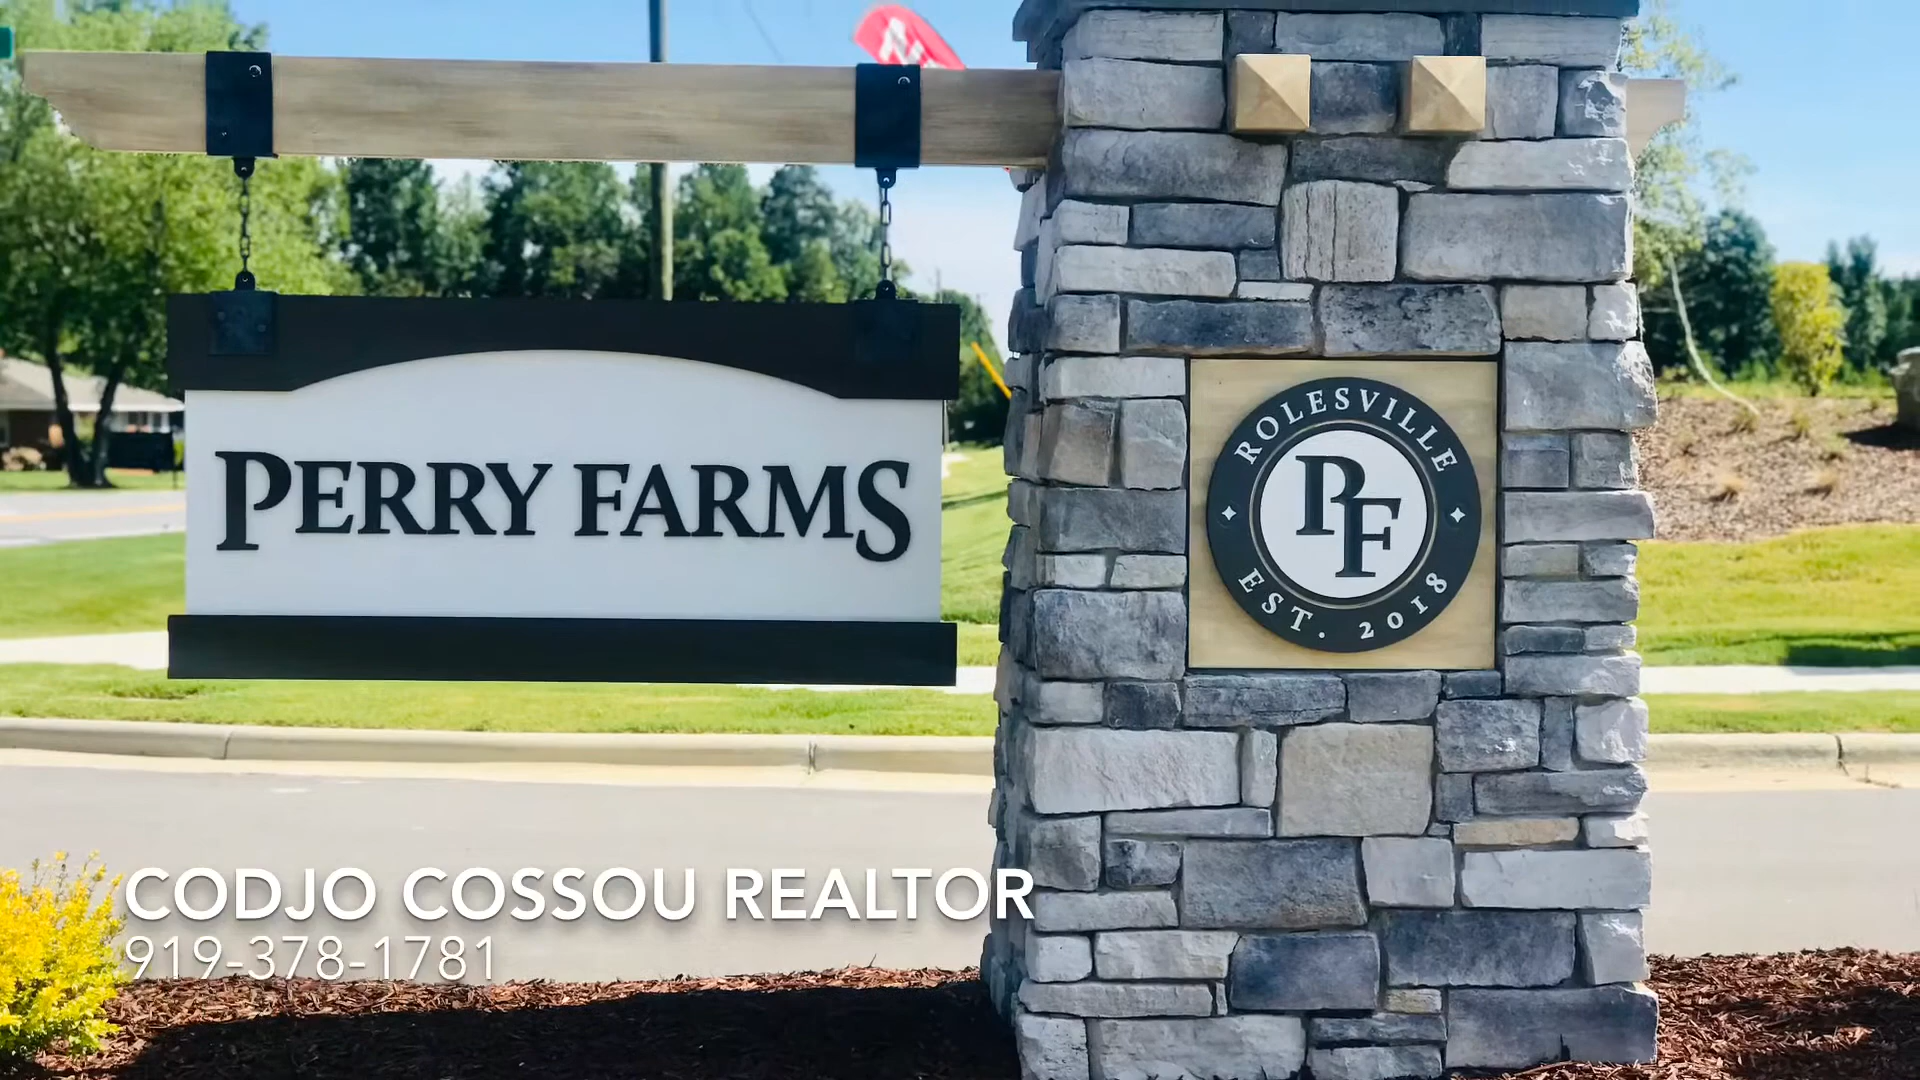 PERRY FARMS
ROLESVILLE
PF
EST. 2018
CODJO COSSOU REALTOR
919-378-1781